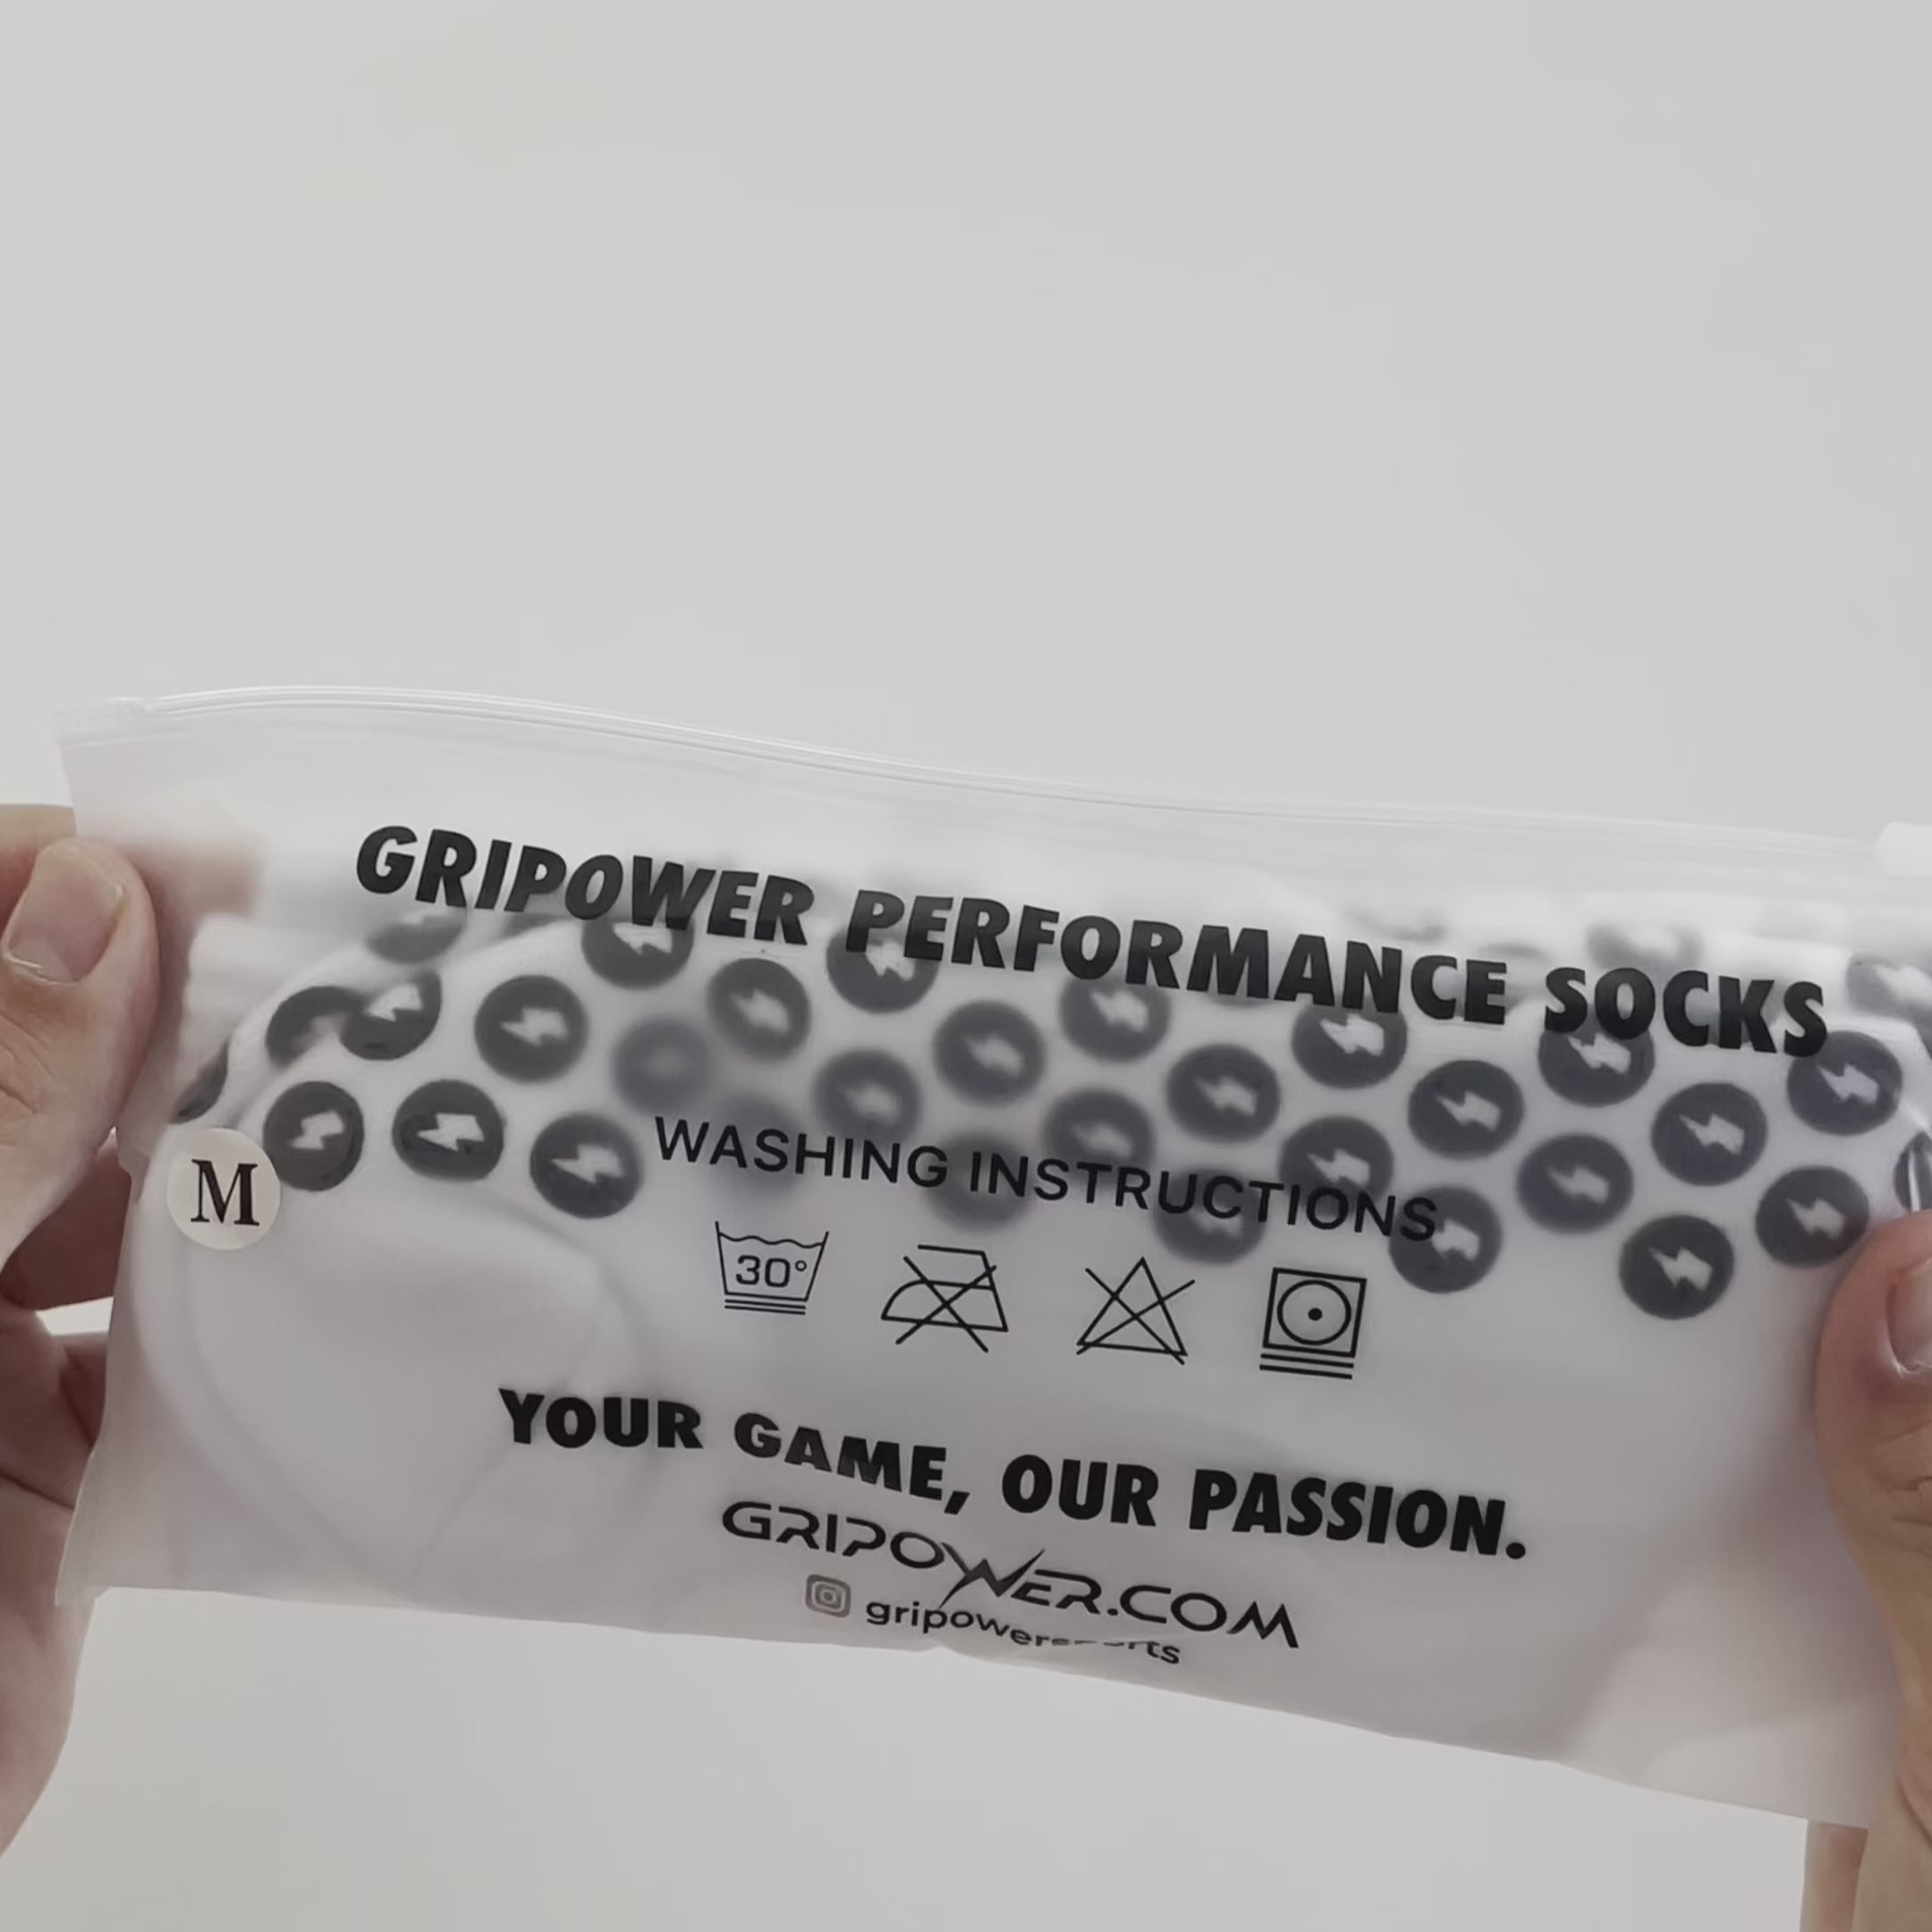 GRIPOWER PERFORMANCE SOCKS
M
WASHING INSTRUCTIONS
30°
YOUR GAME, OUR PASSION.
GRIPOWER.COM